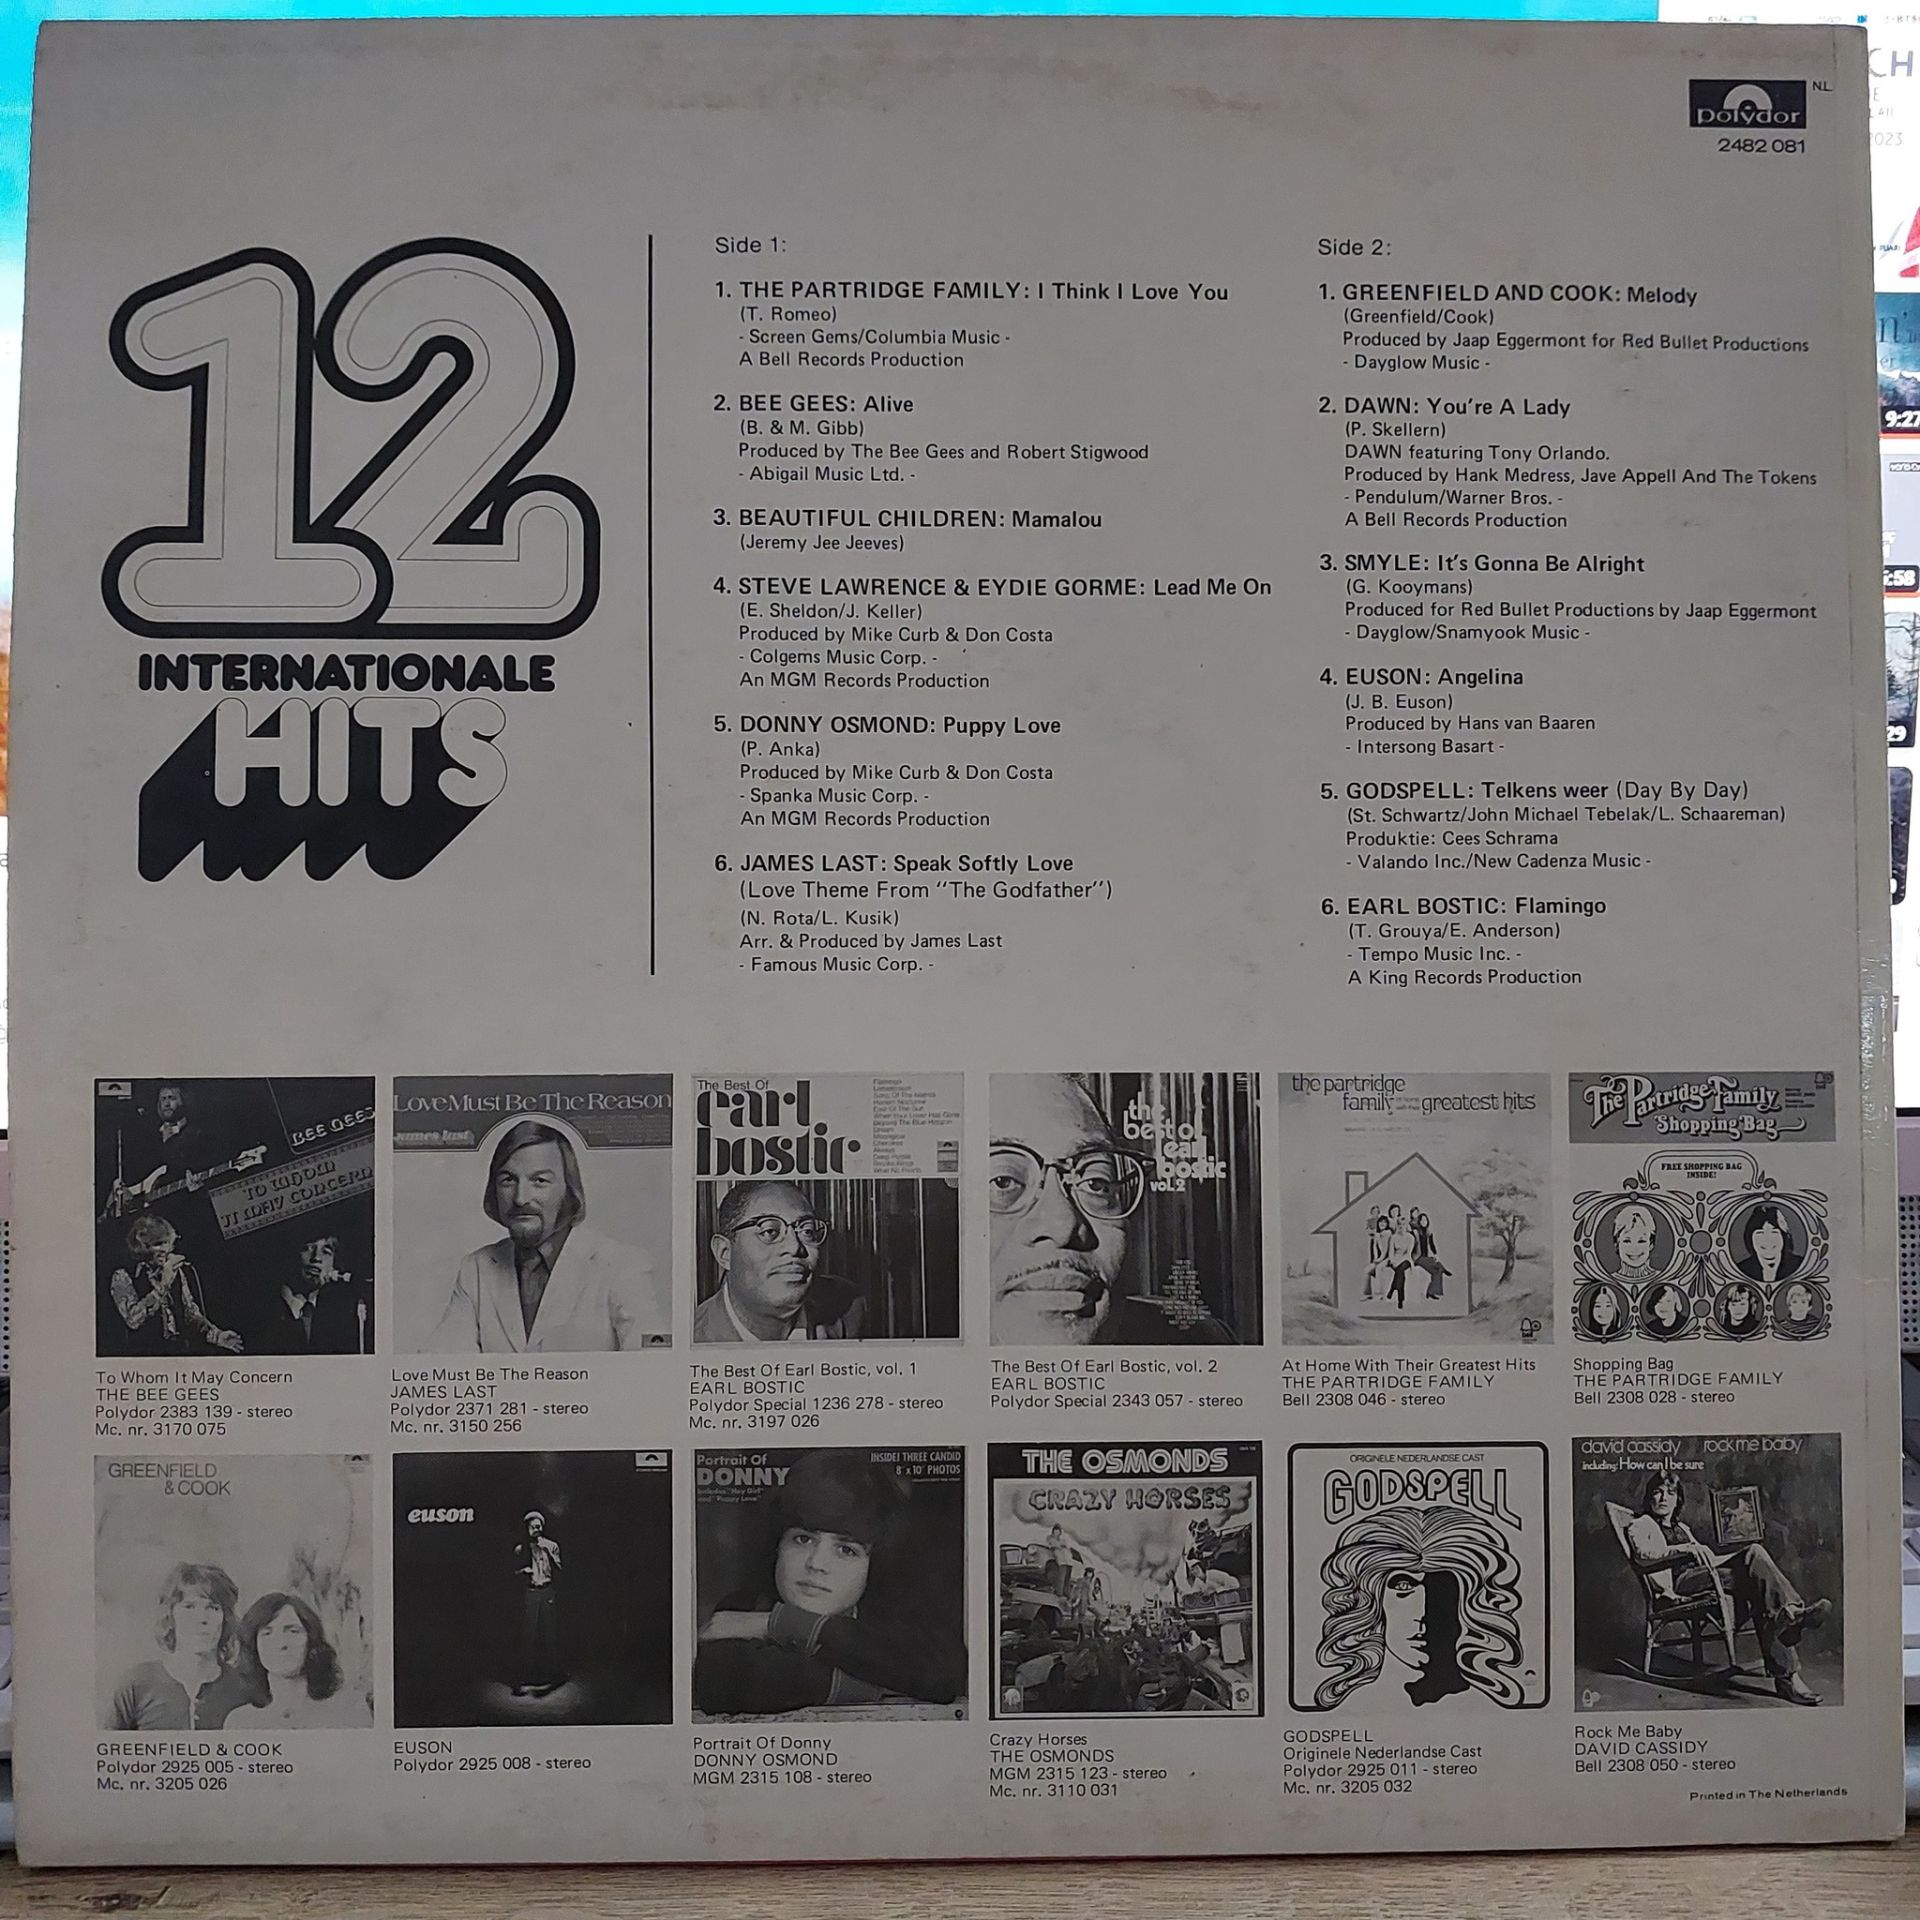 polydor
N.L.
2482 081
12
INTERNATIONALE
HITS
Side 1:
1. THE PARTRIDGE FAMILY: I Think I Love You
(T. Romeo)
- Screen Gems/Columbia Music -
A Bell Records Production
2. BEE GEES: Alive
(B. & M. Gibb)
Produced by The Bee Gees and Robert Stigwood
- Abigail Music Ltd. -
3. BEAUTIFUL CHILDREN: Mamalou
(Jeremy Jee Jeeves)
4. STEVE LAWRENCE & EYDIE GORME: Lead Me On
(E. Sheldon/J. Keller)
Produced by Mike Curb & Don Costa
- Colgems Music Corp. -
An MGM Records Production
5. DONNY OSMOND: Puppy Love
(P. Anka)
Produced by Mike Curb & Don Costa
- Spanka Music Corp. -
An MGM Records Production
6. JAMES LAST: Speak Softly Love
(Love Theme From "The Godfather")
(N. Rota/L. Kusik)
Arr. & Produced by James Last
- Famous Music Corp. -
Side 2:
1. GREENFIELD AND COOK: Melody
(Greenfield/Cook)
Produced by Jaap Eggermont for Red Bullet Productions
- Dayglow Music -
2. DAWN: You're A Lady
(P. Skellern)
DAWN featuring Tony Orlando.
Produced by Hank Medress, Jave Appell And The Tokens
- Pendulum/Warner Bros. -
A Bell Records Production
3. SMYLE: It's Gonna Be Alright
(G. Kooymans)
Produced for Red Bullet Productions by Jaap Eggermont
- Dayglow/Snamyook Music -
4. EUSON: Angelina
(J. B. Euson)
Produced by Hans van Baaren
- Intersong Basart -
5. GODSPELL: Telkens weer (Day By Day)
(St. Schwartz/John Michael Tebelak/L. Schaareman)
Produktie: Cees Schrama
- Valando Inc./New Cadenza Music -
6. EARL BOSTIC: Flamingo
(T. Grouya/E. Anderson)
- Tempo Music Inc. -
A King Records Production
BEE GEES
TO WHOM
IT MAY CONCERN
To Whom It May Concern
THE BEE GEES
Polydor 2383 139 - stereo
Mc. nr. 3170 075
Love Must Be The Reason
james last
Love Must Be The Reason
JAMES LAST
Polydor 2371 281 - stereo
Mc. nr. 3150 256
The Best Of
earl
bostic
The Best Of Earl Bostic, vol. 1
EARL BOSTIC
Polydor Special 1236 278 - stereo
Mc. nr. 3197 026
the
best of
earl
bostic
vol.2
The Best Of Earl Bostic, vol. 2
EARL BOSTIC
Polydor Special 2343 057 - stereo
the partridge
family at home with their greatest hits
At Home With Their Greatest Hits
THE PARTRIDGE FAMILY
Bell 2308 046 - stereo
The Partridge Family
Shopping Bag
FREE SHOPPING BAG
INSIDE!
Shopping Bag
THE PARTRIDGE FAMILY
Bell 2308 028 - stereo
GREENFIELD
& COOK
GREENFIELD & COOK
Polydor 2925 005 - stereo
Mc. nr. 3205 026
euson
EUSON
Polydor 2925 008 - stereo
Portrait Of
DONNY
Includes "Hey Girl"
and "Puppy Love"
INSIDE! THREE CANDID
8" x 10" PHOTOS
Portrait Of Donny
DONNY OSMOND
MGM 2315 108 - stereo
THE OSMONDS
CRAZY HORSES
Crazy Horses
THE OSMONDS
MGM 2315 123 - stereo
Mc. nr. 3110 031
ORIGINELE NEDERLANDSE CAST
GODSPELL
GODSPELL
Originele Nederlandse Cast
Polydor 2925 011 - stereo
Mc. nr. 3205 032
david cassidy rock me baby
including: How can I be sure
Rock Me Baby
DAVID CASSIDY
Bell 2308 050 - stereo
Printed in The Netherlands
9:27